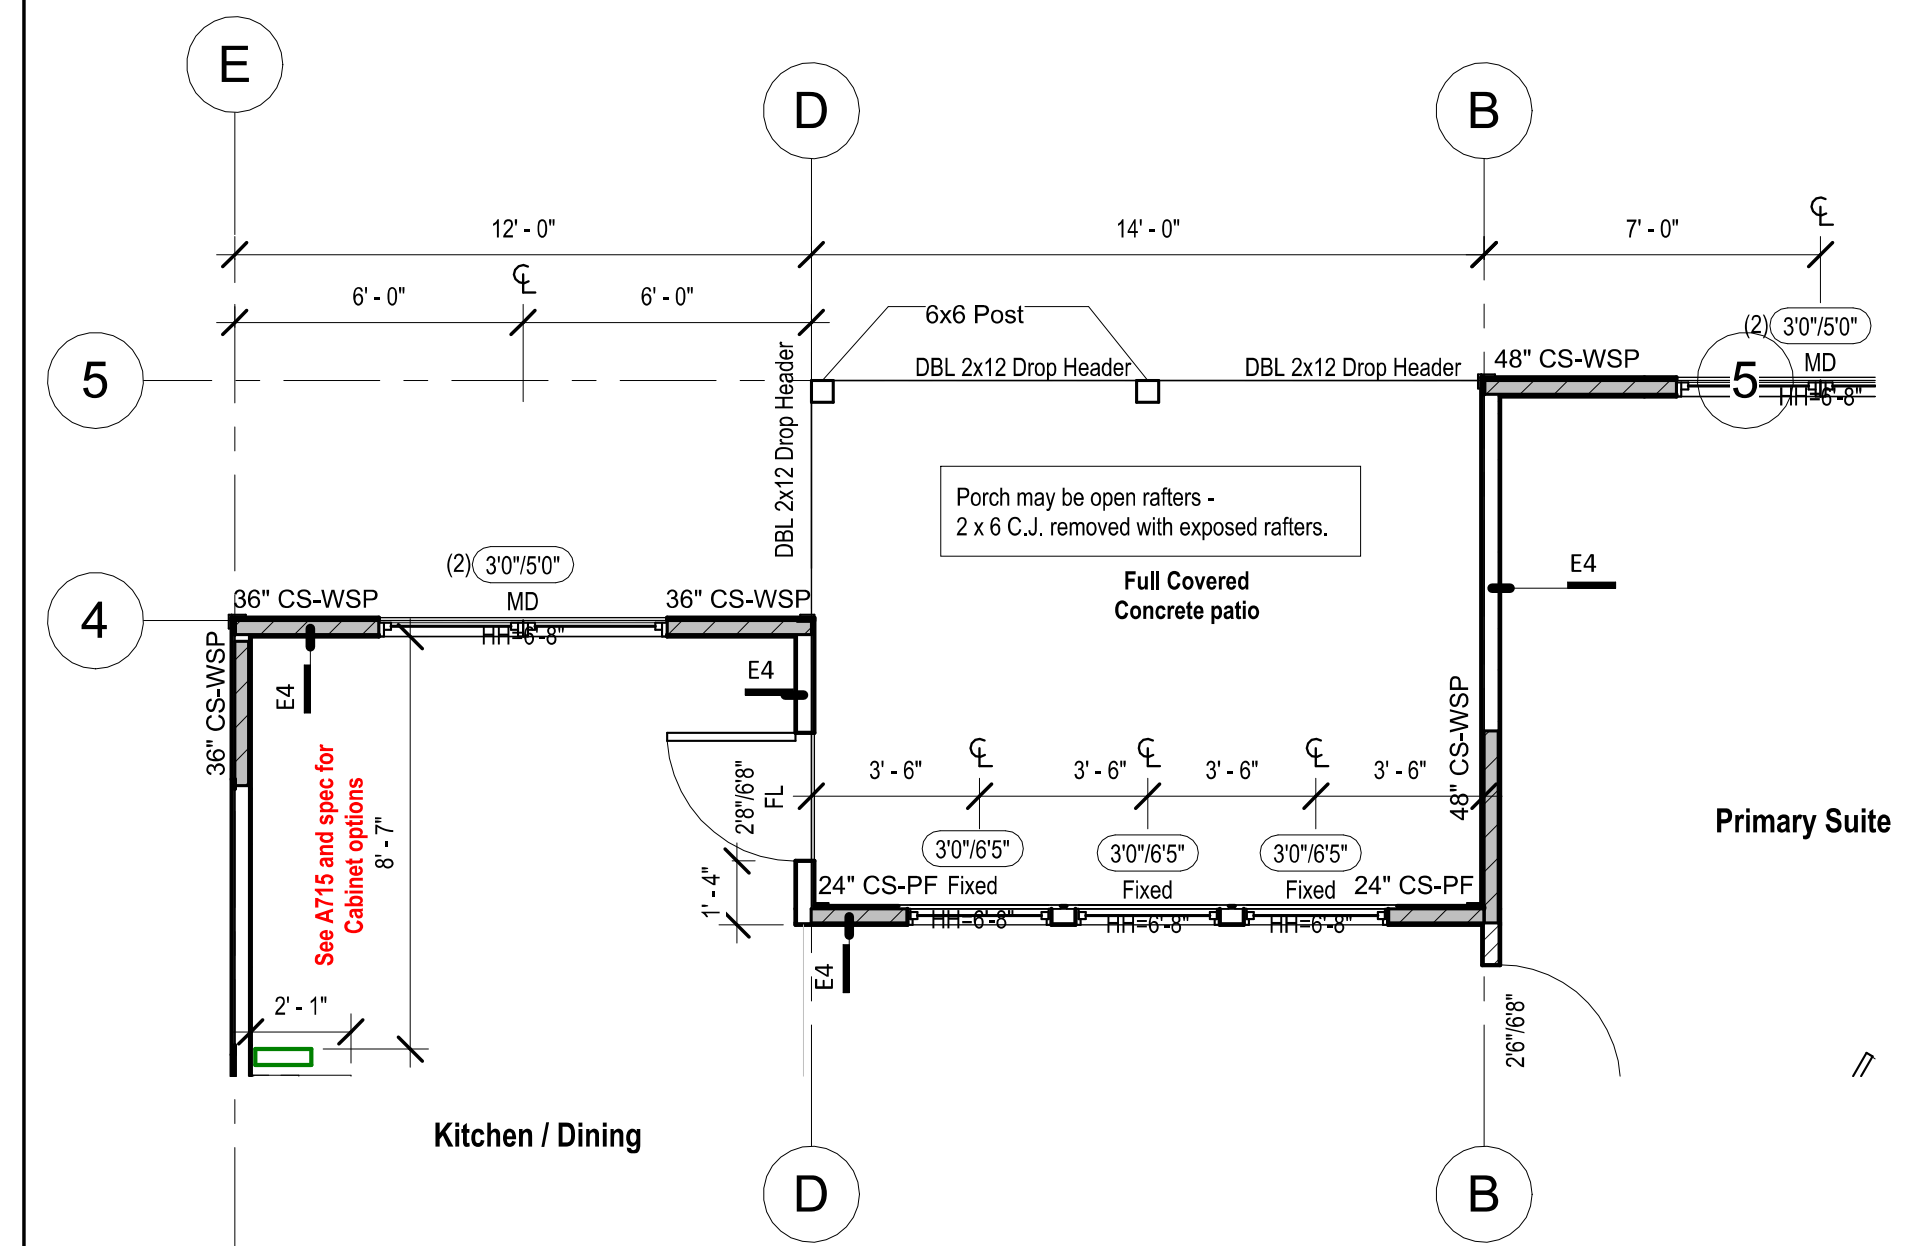 E
D
B
12' - 0"
14' - 0"
7' - 0"
℄
6' - 0"
℄
6' - 0"
6x6 Post
(2) 3'0"/5'0"
MD
HH=6'-8"
5
DBL 2x12 Drop Header
DBL 2x12 Drop Header
48" CS-WSP
5
DBL 2x12 Drop Header
Porch may be open rafters -
2 x 6 C.J. removed with exposed rafters.
Full Covered
Concrete patio
E4
4
36" CS-WSP
(2) 3'0"/5'0"
MD
HH=6'-8"
36" CS-WSP
36" CS-WSP
E4
E4
48" CS-WSP
See A715 and spec for
Cabinet options
8' - 7"
2'8"/6'8"
FL
1' - 4"
3' - 6"
℄
3' - 6"
℄
3' - 6"
℄
3' - 6"
3'0"/6'5"
3'0"/6'5"
3'0"/6'5"
24" CS-PF
Fixed
Fixed
Fixed
24" CS-PF
HH=6'-8"
HH=6'-8"
HH=6'-8"
Primary Suite
E4
2' - 1"
2'6"/6'8"
Kitchen / Dining
D
B